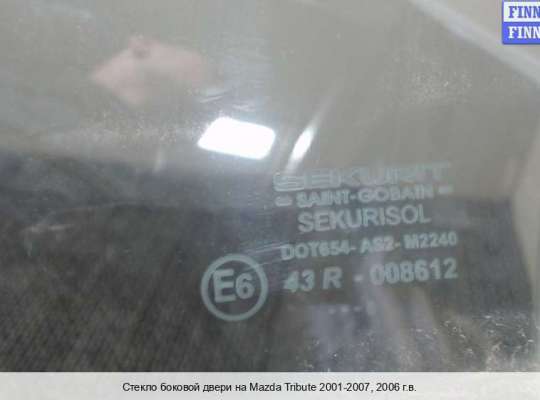 FINN
FINN
SEKURIT
SAINT-GOBAIN
SEKURISOL
DOT654-AS2-M2240
E6
43 R - 008612
Стекло боковой двери на Mazda Tribute 2001-2007, 2006 г.в.